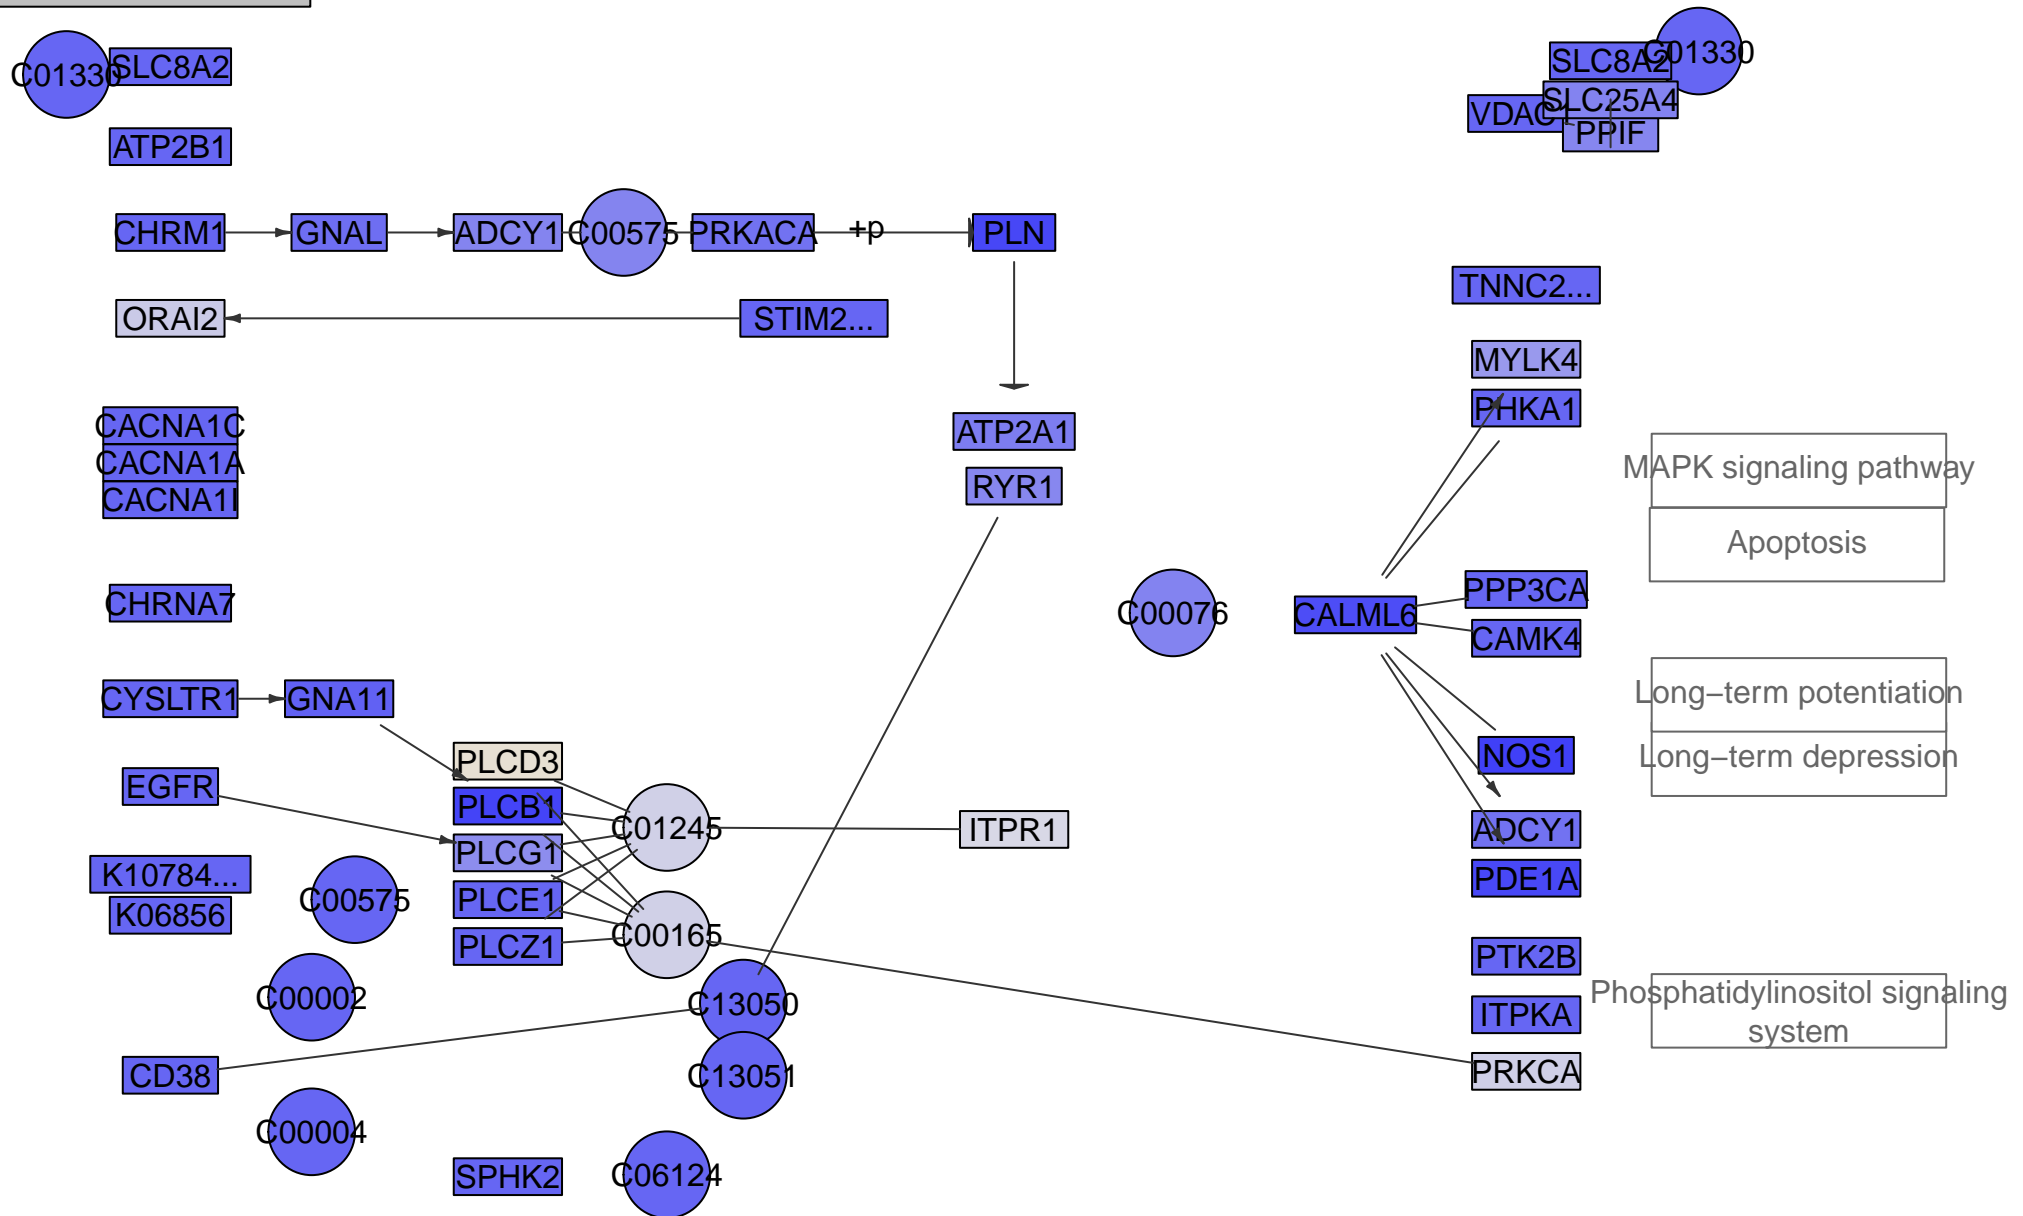 C01330
SLC8A2
SLC8A2
C01330
SLC25A4
VDAC1
PPIF
ATP2B1
CHRM1
GNAL
ADCY1
C00575
PRKACA
+p
PLN
TNNC2...
ORAI2
STIM2...
MYLK4
PHKA1
CACNA1C
CACNA1A
CACNA1I
ATP2A1
RYR1
MAPK signaling pathway
Apoptosis
CHRNA7
C00076
CALML6
PPP3CA
CAMK4
CYSLTR1
GNA11
Long−term potentiation
NOS1
Long−term depression
PLCD3
EGFR
PLCB1
C01245
ITPR1
ADCY1
PLCG1
K10784...
PDE1A
C00575
PLCE1
K06856
C00165
PLCZ1
PTK2B
C00002
C13050
Phosphatidylinositol signaling
system
ITPKA
CD38
C13051
PRKCA
C00004
SPHK2
C06124